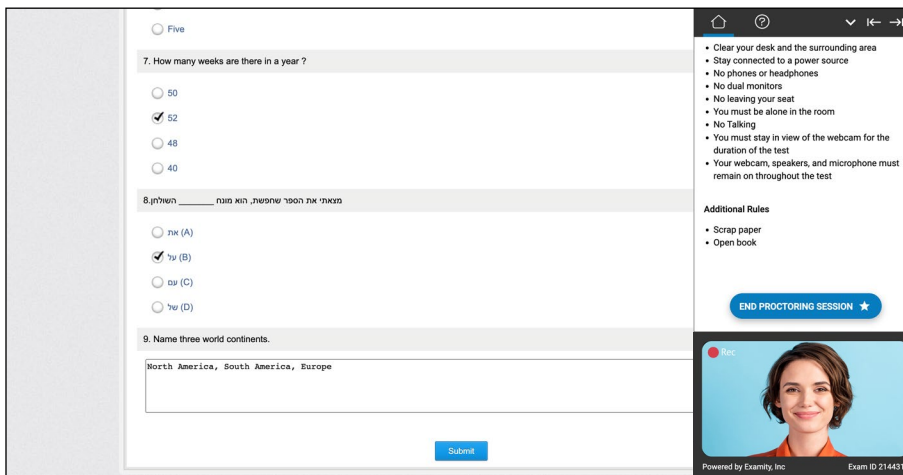 Five
7. How many weeks are there in a year ?
50
52
48
40
8.מצאתי את הספר שחפשת, הוא מונח _______ השולחן
את (A)
על (B)
עם (C)
של (D)
9. Name three world continents.
North America, South America, Europe
Submit
• Clear your desk and the surrounding area
• Stay connected to a power source
• No phones or headphones
• No dual monitors
• No leaving your seat
• You must be alone in the room
• No Talking
• You must stay in view of the webcam for the
duration of the test
• Your webcam, speakers, and microphone must
remain on throughout the test
Additional Rules
• Scrap paper
• Open book
END PROCTORING SESSION
Rec
Powered by Examity, Inc
Exam ID 214431